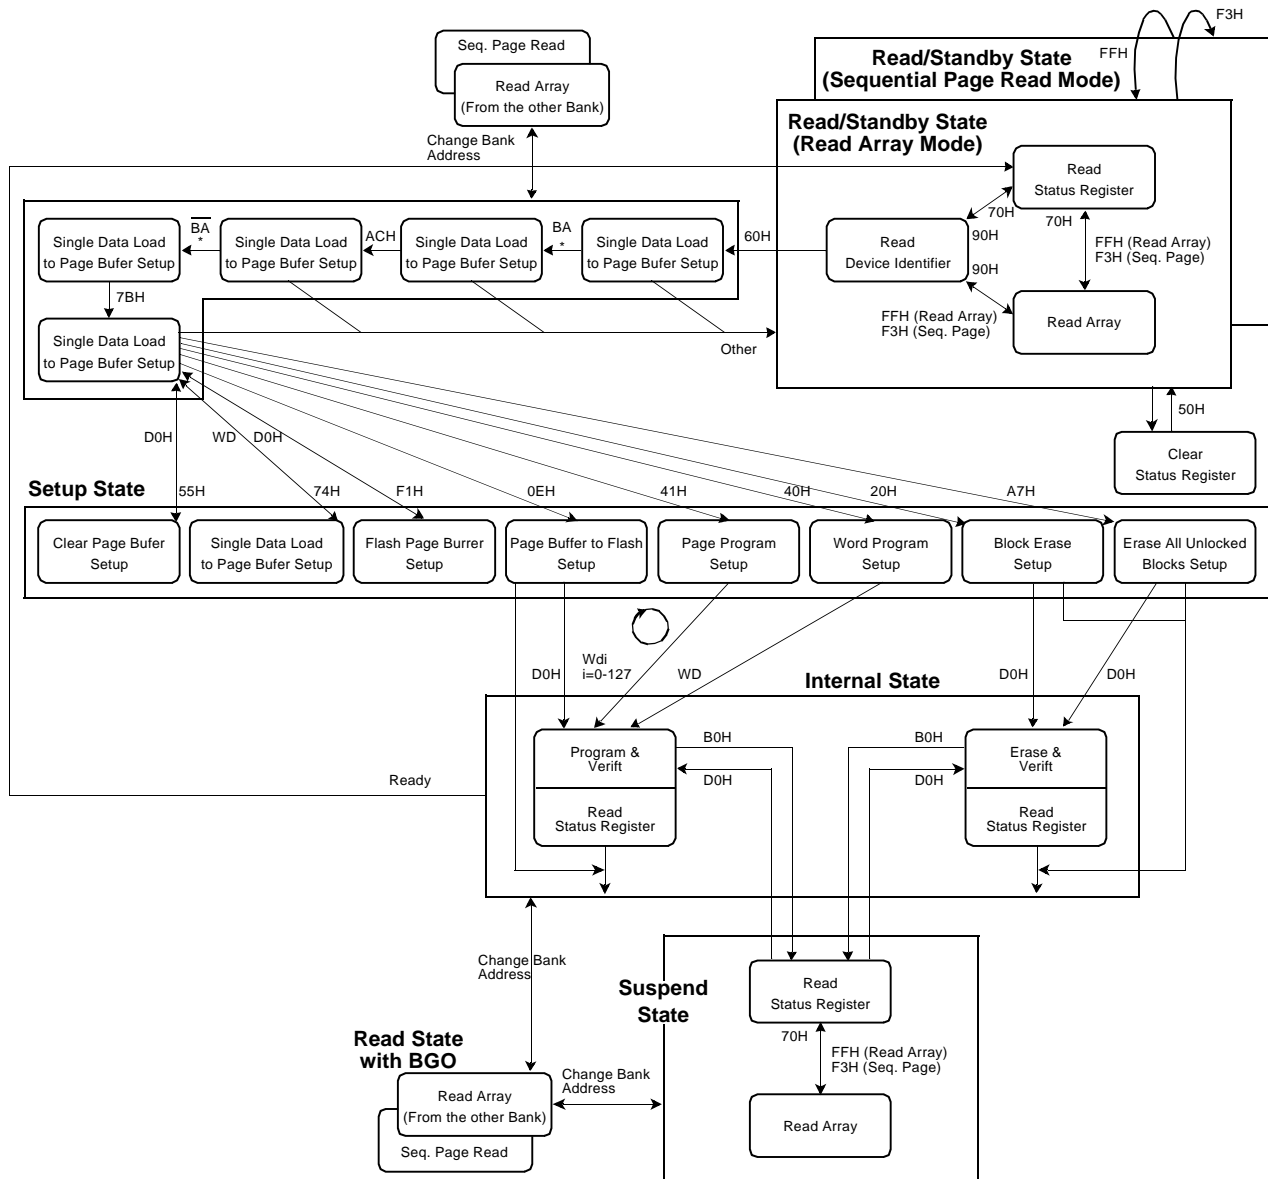 F3H
Seq. Page Read
Read Array
(From the other Bank)
Change Bank
Address
Read/Standby State
(Sequential Page Read Mode)
FFH
Read/Standby State
(Read Array Mode)
Read
Status Register
70H
70H
90H
Read
Device Identifier
90H
FFH (Read Array)
F3H (Seq. Page)
FFH (Read Array)
F3H (Seq. Page)
Read Array
60H
Single Data Load
to Page Bufer Setup
BA
*
Single Data Load
to Page Bufer Setup
ACH
Single Data Load
to Page Bufer Setup
BA
*
Single Data Load
to Page Bufer Setup
7BH
Single Data Load
to Page Bufer Setup
Other
50H
Clear
Status Register
D0H
WD
D0H
Setup State
55H
74H
F1H
0EH
41H
40H
20H
A7H
Clear Page Bufer
Setup
Single Data Load
to Page Bufer Setup
Flash Page Burrer
Setup
Page Buffer to Flash
Setup
Page Program
Setup
Word Program
Setup
Block Erase
Setup
Erase All Unlocked
Blocks Setup
D0H
Wdi
i=0-127
WD
D0H
D0H
Internal State
Program &
Verift
Read
Status Register
B0H
D0H
B0H
D0H
Erase &
Verift
Read
Status Register
Ready
Change Bank
Address
Suspend
State
Read
Status Register
70H
FFH (Read Array)
F3H (Seq. Page)
Read Array
Read State
with BGO
Change Bank
Address
Read Array
(From the other Bank)
Seq. Page Read